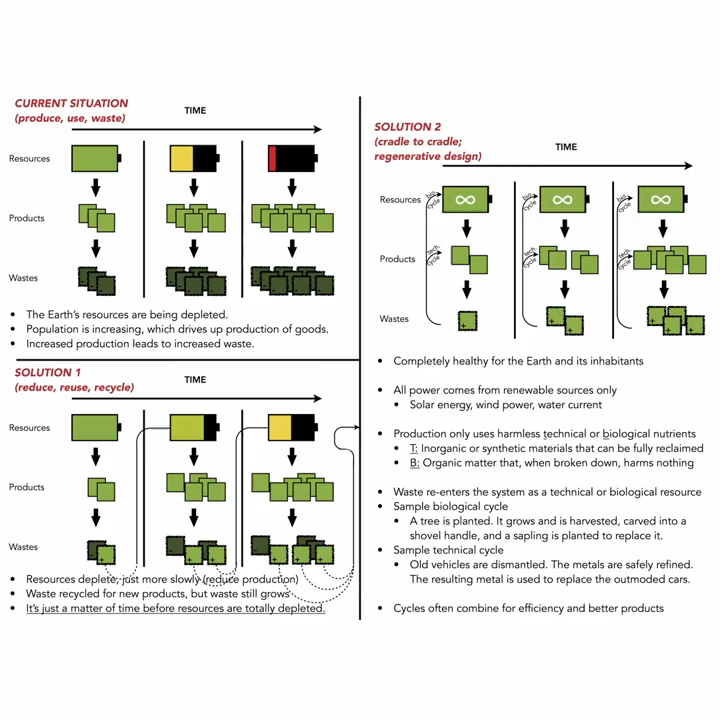 CURRENT SITUATION
(produce, use, waste)
TIME
Resources
Products
Wastes
• The Earth's resources are being depleted.
• Population is increasing, which drives up production of goods.
• Increased production leads to increased waste.
SOLUTION 1
(reduce, reuse, recycle)
TIME
Resources
Products
Wastes
+
+
+
+
+
• Resources deplete, just more slowly (reduce production)
• Waste recycled for new products, but waste still grows
• It's just a matter of time before resources are totally depleted.
SOLUTION 2
(cradle to cradle;
regenerative design)
TIME
Resources
bio
cycle
∞
bio
cycle
∞
bio
cycle
∞
Products
tech.
cycle
tech.
cycle
tech.
cycle
Wastes
+
+
+
+
+
+
+
• Completely healthy for the Earth and its inhabitants
• All power comes from renewable sources only
• Solar energy, wind power, water current
• Production only uses harmless technical or biological nutrients
• T: Inorganic or synthetic materials that can be fully reclaimed
• B: Organic matter that, when broken down, harms nothing
• Waste re-enters the system as a technical or biological resource
• Sample biological cycle
• A tree is planted. It grows and is harvested, carved into a
shovel handle, and a sapling is planted to replace it.
• Sample technical cycle
• Old vehicles are dismantled. The metals are safely refined.
The resulting metal is used to replace the outmoded cars.
• Cycles often combine for efficiency and better products